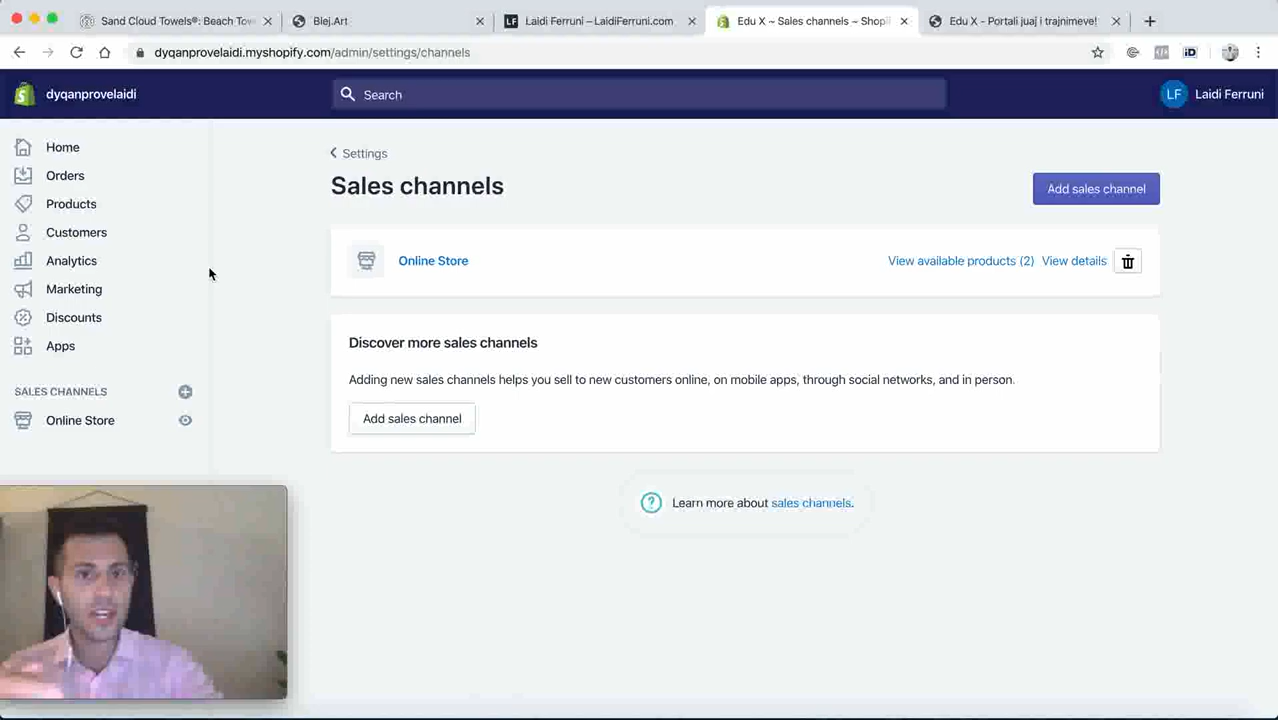 Sand Cloud Towels®: Beach Tow
Blej.Art
LF Laidi Ferruni – LaidiFerruni.com
Edu X ~ Sales channels ~ Shopi
Edu X - Portali juaj i trajnimeve!
dyqanprovelaidi.myshopify.com/admin/settings/channels
iD
dyqanprovelaidi
Search
LF Laidi Ferruni
Home
Orders
Products
Customers
Analytics
Marketing
Discounts
Apps
SALES CHANNELS
Online Store
Settings
Sales channels
Add sales channel
Online Store
View available products (2) View details
Discover more sales channels
Adding new sales channels helps you sell to new customers online, on mobile apps, through social networks, and in person.
Add sales channel
Learn more about sales channels.